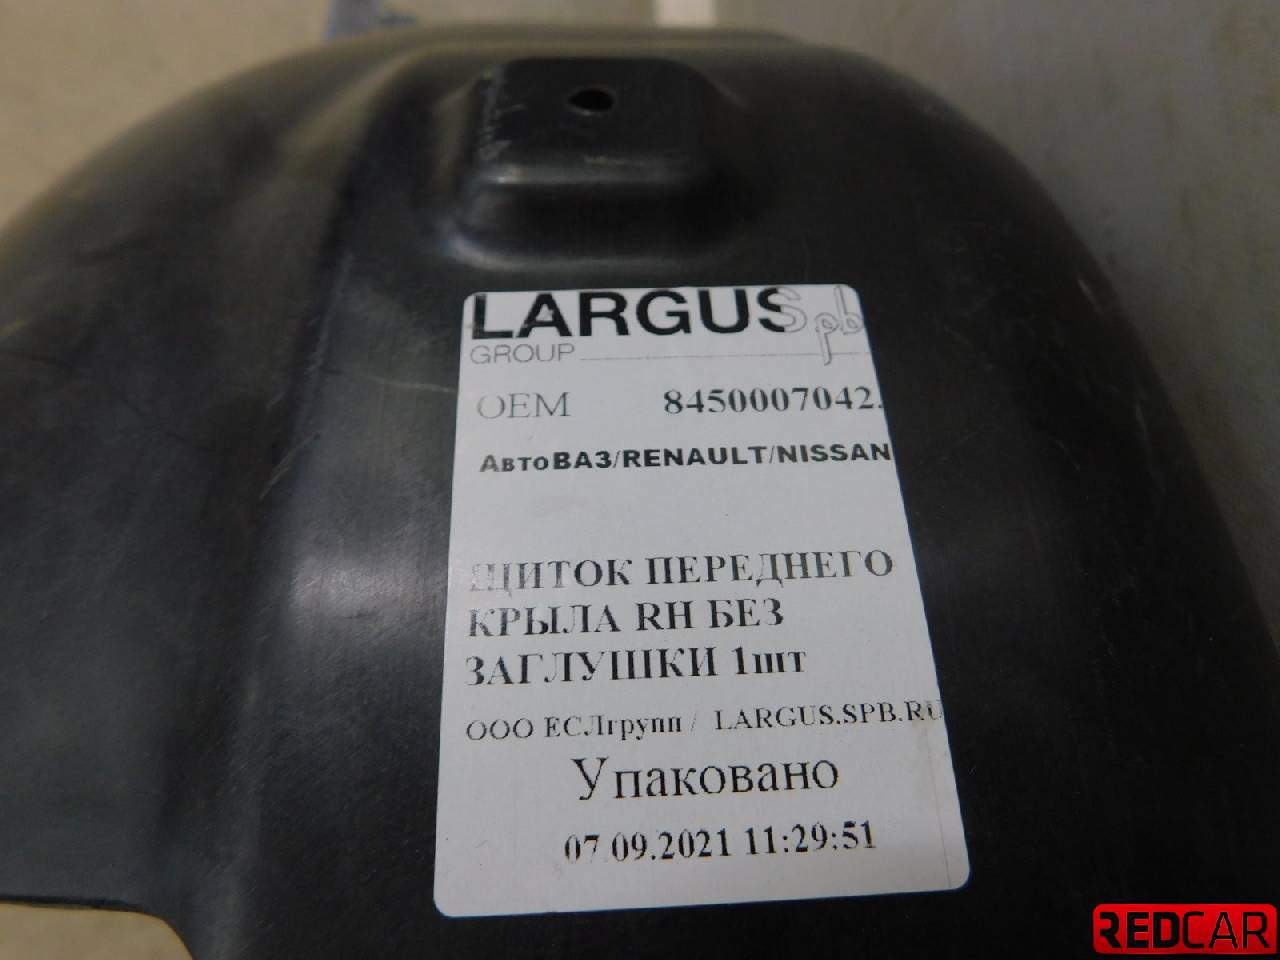 LARGUS Spb
GROUP
OEM 8450007042.
АвтоВАЗ/RENAULT/NISSAN
ЩИТОК ПЕРЕДНЕГО
КРЫЛА RH БЕЗ
ЗАГЛУШКИ 1шт
ООО ЕСЛгрупп / LARGUS.SPB.RU
Упаковано
07.09.2021 11:29:51
REDCAR